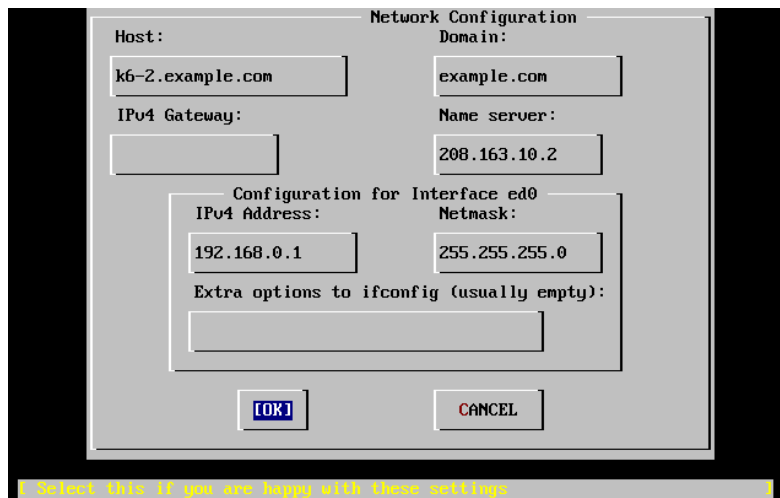 Network Configuration
Host: Domain:
k6-2.example.com example.com
IPv4 Gateway: Name server:
208.163.10.2
Configuration for Interface ed0
IPv4 Address: Netmask:
192.168.0.1 255.255.255.0
Extra options to ifconfig (usually empty):
[OK] CANCEL
[ Select this if you are happy with these settings ]